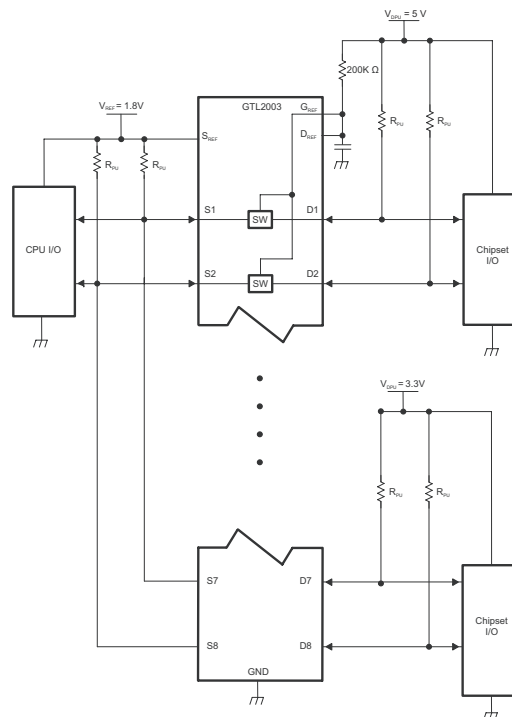 V_DPU = 5 V
200K Ω
V_REF = 1.8V
GTL2003
G_REF
R_PU
R_PU
S_REF
D_REF
R_PU
R_PU
S1
D1
SW
CPU I/O
Chipset
I/O
S2
D2
SW
V_DPU = 3.3V
R_PU
R_PU
S7
D7
Chipset
I/O
S8
D8
GND